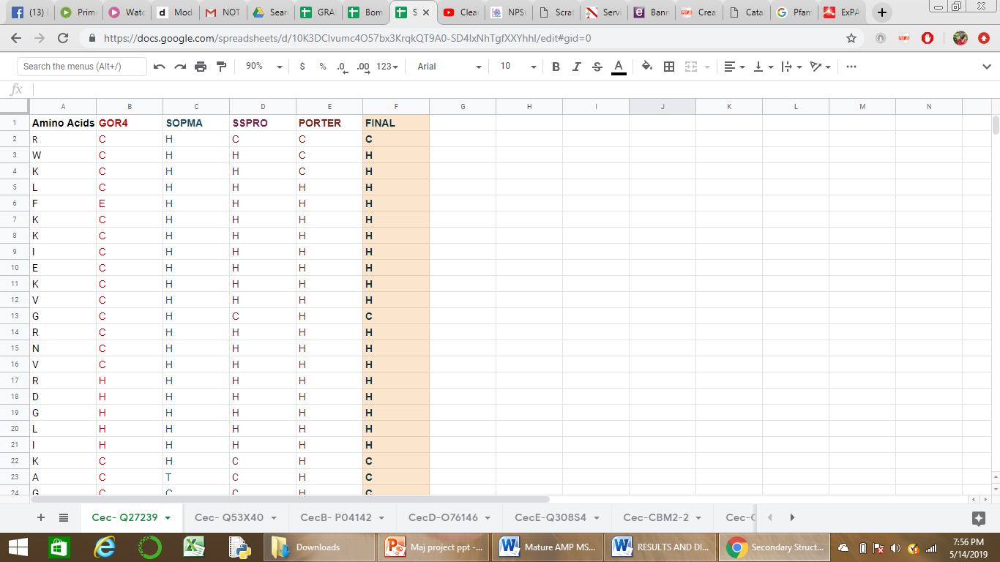 (13) Prim Watc Mod NOT Sear GRA Bom S Clea NPS Scrat Servi Bann Crea Cata Pfam ExPA
https://docs.google.com/spreadsheets/d/10K3DClvumc4O57bx3KrqkQT9A0-SD4IxNhTgfXXYhhI/edit#gid=0
Search the menus (Alt+/) 90% $ % .0 .00 123 Arial 10 B I S A
fx
A B C D E F G H I J K L M N
1 Amino Acids GOR4 SOPMA SSPRO PORTER FINAL
2 R C H C C C
3 W C H H C H
4 K C H H C H
5 L C H H H H
6 F E H H H H
7 K C H H H H
8 K C H H H H
9 I C H H H H
10 E C H H H H
11 K C H H H H
12 V C H H H H
13 G C H C H C
14 R C H H H H
15 N C H H H H
16 V C H H H H
17 R H H H H H
18 D H H H H H
19 G H H H H H
20 L H H H H H
21 I H H H H H
22 K C H C H C
23 A C T C H C
24 G C C C H C
Cec- Q27239 Cec- Q53X40 CecB- P04142 CecD-O76146 CecE-Q308S4 Cec-CBM2-2 Cec-C
Downloads Maj project ppt -... Mature AMP MS... RESULTS AND DI... Secondary Struct... 7:56 PM
5/14/2019